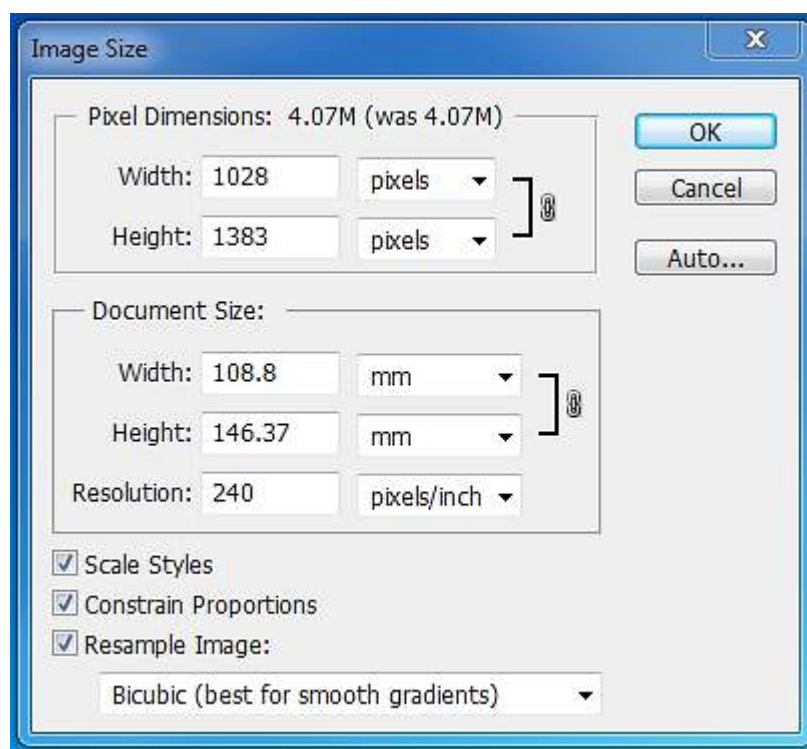 Image Size
x
Pixel Dimensions: 4.07M (was 4.07M)
OK
Width: 1028 pixels
Cancel
Height: 1383 pixels
Auto...
Document Size:
Width: 108.8 mm
Height: 146.37 mm
Resolution: 240 pixels/inch
Scale Styles
Constrain Proportions
Resample Image:
Bicubic (best for smooth gradients)